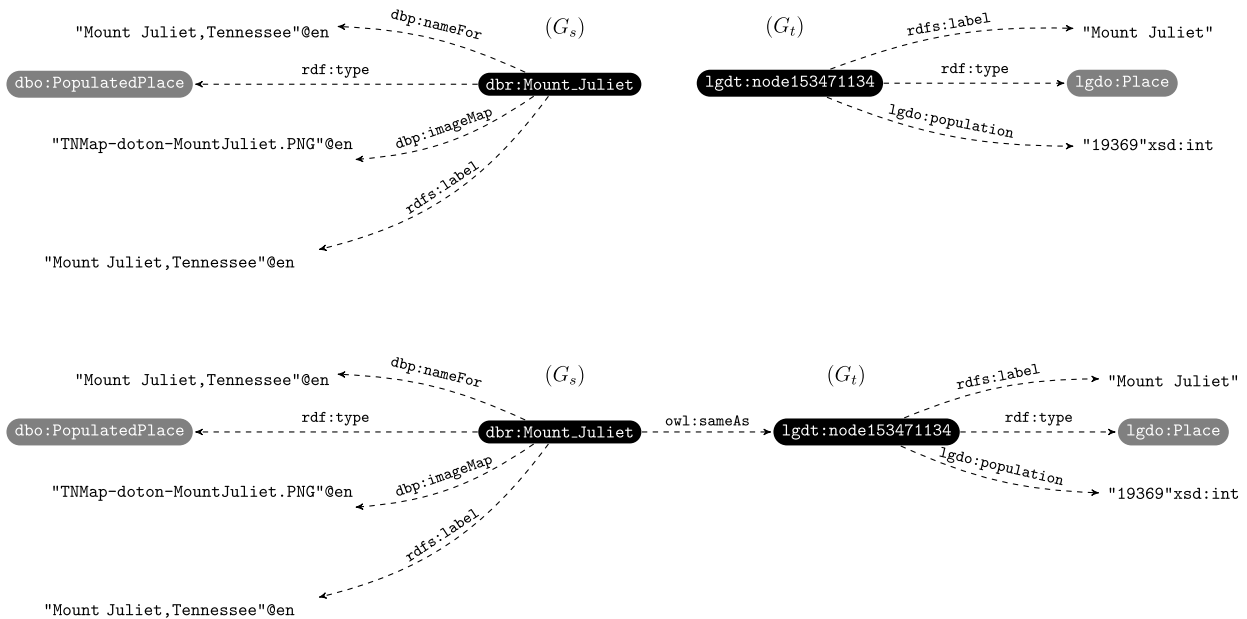 (G_s)
(G_t)
dbp:nameFor
rdfs:label
"Mount Juliet,Tennessee"@en
"Mount Juliet"
rdf:type
rdf:type
dbo:PopulatedPlace
dbr:Mount_Juliet
lgdt:node153471134
lgdo:Place
dbp:imageMap
lgdo:population
"TNMap-doton-MountJuliet.PNG"@en
"19369"xsd:int
rdfs:label
"Mount Juliet,Tennessee"@en
(G_s)
(G_t)
dbp:nameFor
rdfs:label
"Mount Juliet,Tennessee"@en
"Mount Juliet"
rdf:type
owl:sameAs
rdf:type
dbo:PopulatedPlace
dbr:Mount_Juliet
lgdt:node153471134
lgdo:Place
dbp:imageMap
lgdo:population
"TNMap-doton-MountJuliet.PNG"@en
"19369"xsd:int
rdfs:label
"Mount Juliet,Tennessee"@en